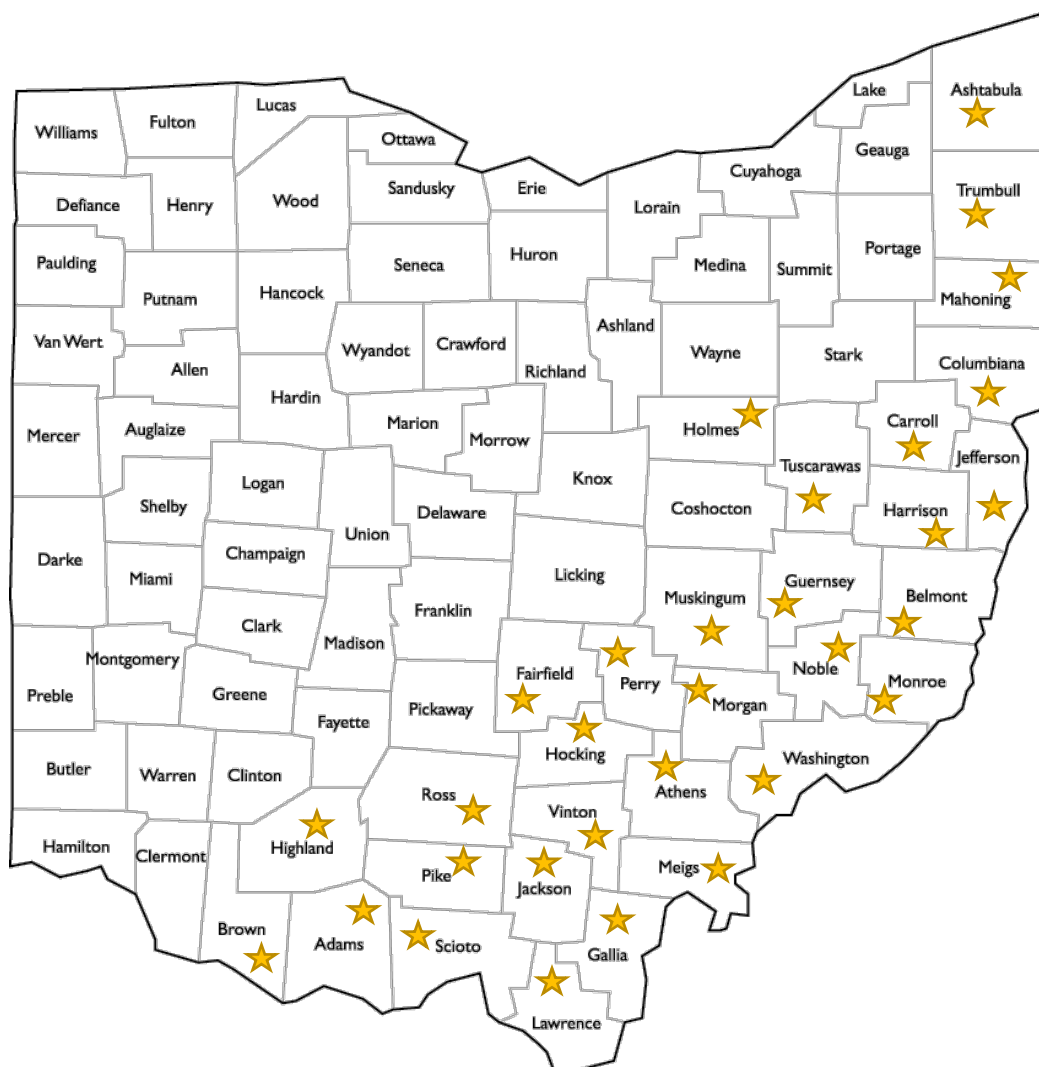 Lake
Ashtabula
Lucas
Williams
Fulton
Ottawa
Geauga
Cuyahoga
Sandusky
Erie
Trumbull
Defiance
Henry
Wood
Lorain
Portage
Huron
Paulding
Seneca
Medina
Summit
Hancock
Putnam
Mahoning
Ashland
Van Wert
Wyandot
Crawford
Wayne
Stark
Columbiana
Allen
Richland
Hardin
Carroll
Mercer
Auglaize
Marion
Morrow
Holmes
Jefferson
Tuscarawas
Logan
Knox
Shelby
Delaware
Coshocton
Harrison
Union
Darke
Champaign
Licking
Miami
Guernsey
Belmont
Muskingum
Franklin
Clark
Madison
Montgomery
Noble
Fairfield
Perry
Monroe
Preble
Greene
Fayette
Pickaway
Morgan
Hocking
Washington
Butler
Warren
Clinton
Athens
Ross
Vinton
Hamilton
Highland
Clermont
Meigs
Pike
Jackson
Brown
Adams
Scioto
Gallia
Lawrence